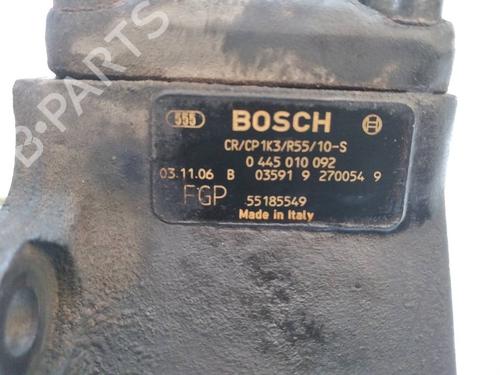 B-PARTS
555 BOSCH
CR/CP1K3/R55/10-S
0 445 010 092
03.11.06 B 03591 9 270054 9
FGP 55185549
Made in Italy